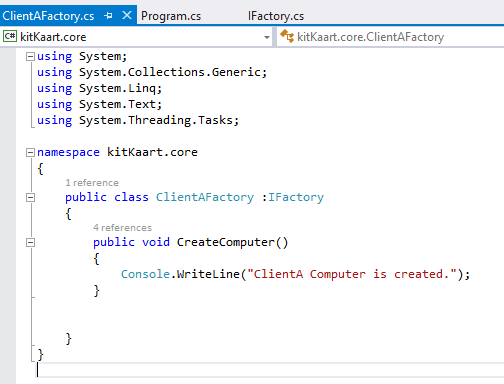 ClientAFactory.cs Program.cs IFactory.cs
C# kitKaart.core kitKaart.core.ClientAFactory
using System;
using System.Collections.Generic;
using System.Linq;
using System.Text;
using System.Threading.Tasks;
namespace kitKaart.core
{
1 reference
public class ClientAFactory :IFactory
{
4 references
public void CreateComputer()
{
Console.WriteLine("ClientA Computer is created.");
}
}
}